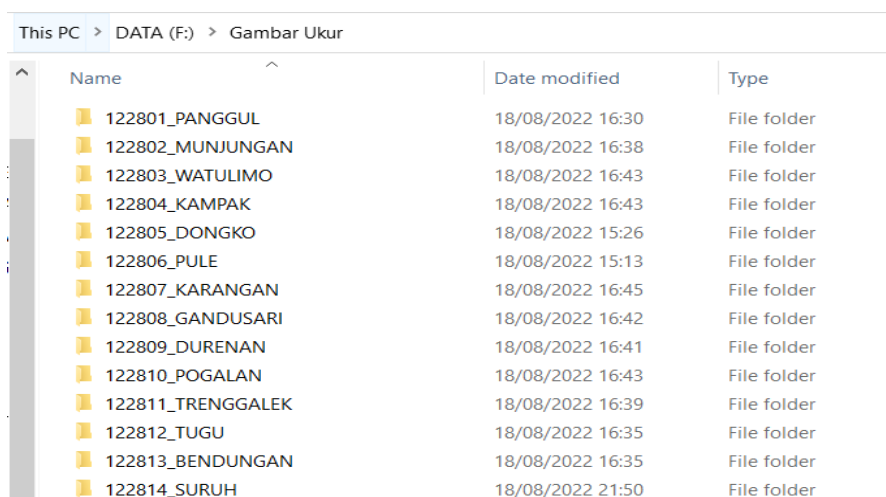 This PC > DATA (F:) > Gambar Ukur
Name Date modified Type
122801_PANGGUL 18/08/2022 16:30 File folder
122802_MUNJUNGAN 18/08/2022 16:38 File folder
122803_WATULIMO 18/08/2022 16:43 File folder
122804_KAMPAK 18/08/2022 16:43 File folder
122805_DONGKO 18/08/2022 15:26 File folder
122806_PULE 18/08/2022 15:13 File folder
122807_KARANGAN 18/08/2022 16:45 File folder
122808_GANDUSARI 18/08/2022 16:42 File folder
122809_DURENAN 18/08/2022 16:41 File folder
122810_POGALAN 18/08/2022 16:43 File folder
122811_TRENGGALEK 18/08/2022 16:39 File folder
122812_TUGU 18/08/2022 16:35 File folder
122813_BENDUNGAN 18/08/2022 16:35 File folder
122814_SURUH 18/08/2022 21:50 File folder